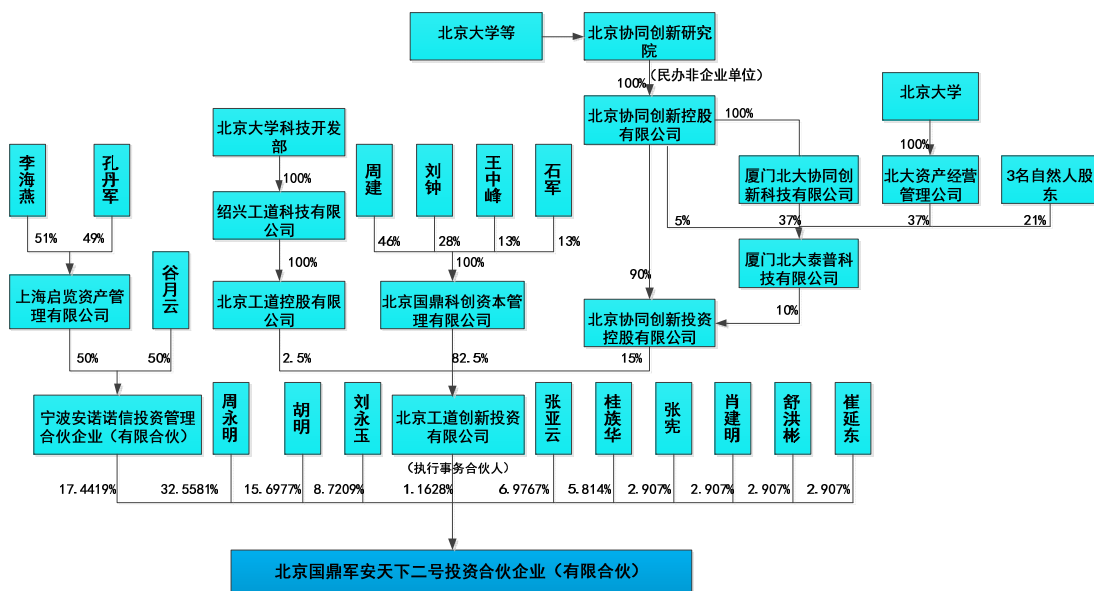 北京大学等
北京协同创新研究
院
(民办非企业单位)
100%
北京大学
北京协同创新控股
有限公司
100%
100%
北京大学科技开发
部
李海燕
孔丹军
周建
刘钟
王中峰
石军
厦门北大协同创
新科技有限公司
北大资产经营
管理公司
3名自然人股
东
100%
绍兴工道科技有限
公司
51%
49%
46%
28%
13%
13%
5%
37%
37%
21%
100%
100%
谷月云
厦门北大泰普科
技有限公司
上海启览资产管
理有限公司
北京工道控股有限
公司
北京国鼎科创资本管
理有限公司
90%
10%
北京协同创新投资
控股有限公司
50%
50%
2.5%
82.5%
15%
宁波安诺诺信投资管理
合伙企业（有限合伙）
周永明
胡明
刘永玉
北京工道创新投资
有限公司
张亚云
桂族华
张宪
肖建明
舒洪彬
崔延东
(执行事务合伙人)
17.4419%
32.5581%
15.6977%
8.7209%
1.1628%
6.9767%
5.814%
2.907%
2.907%
2.907%
2.907%
北京国鼎军安天下二号投资合伙企业（有限合伙）